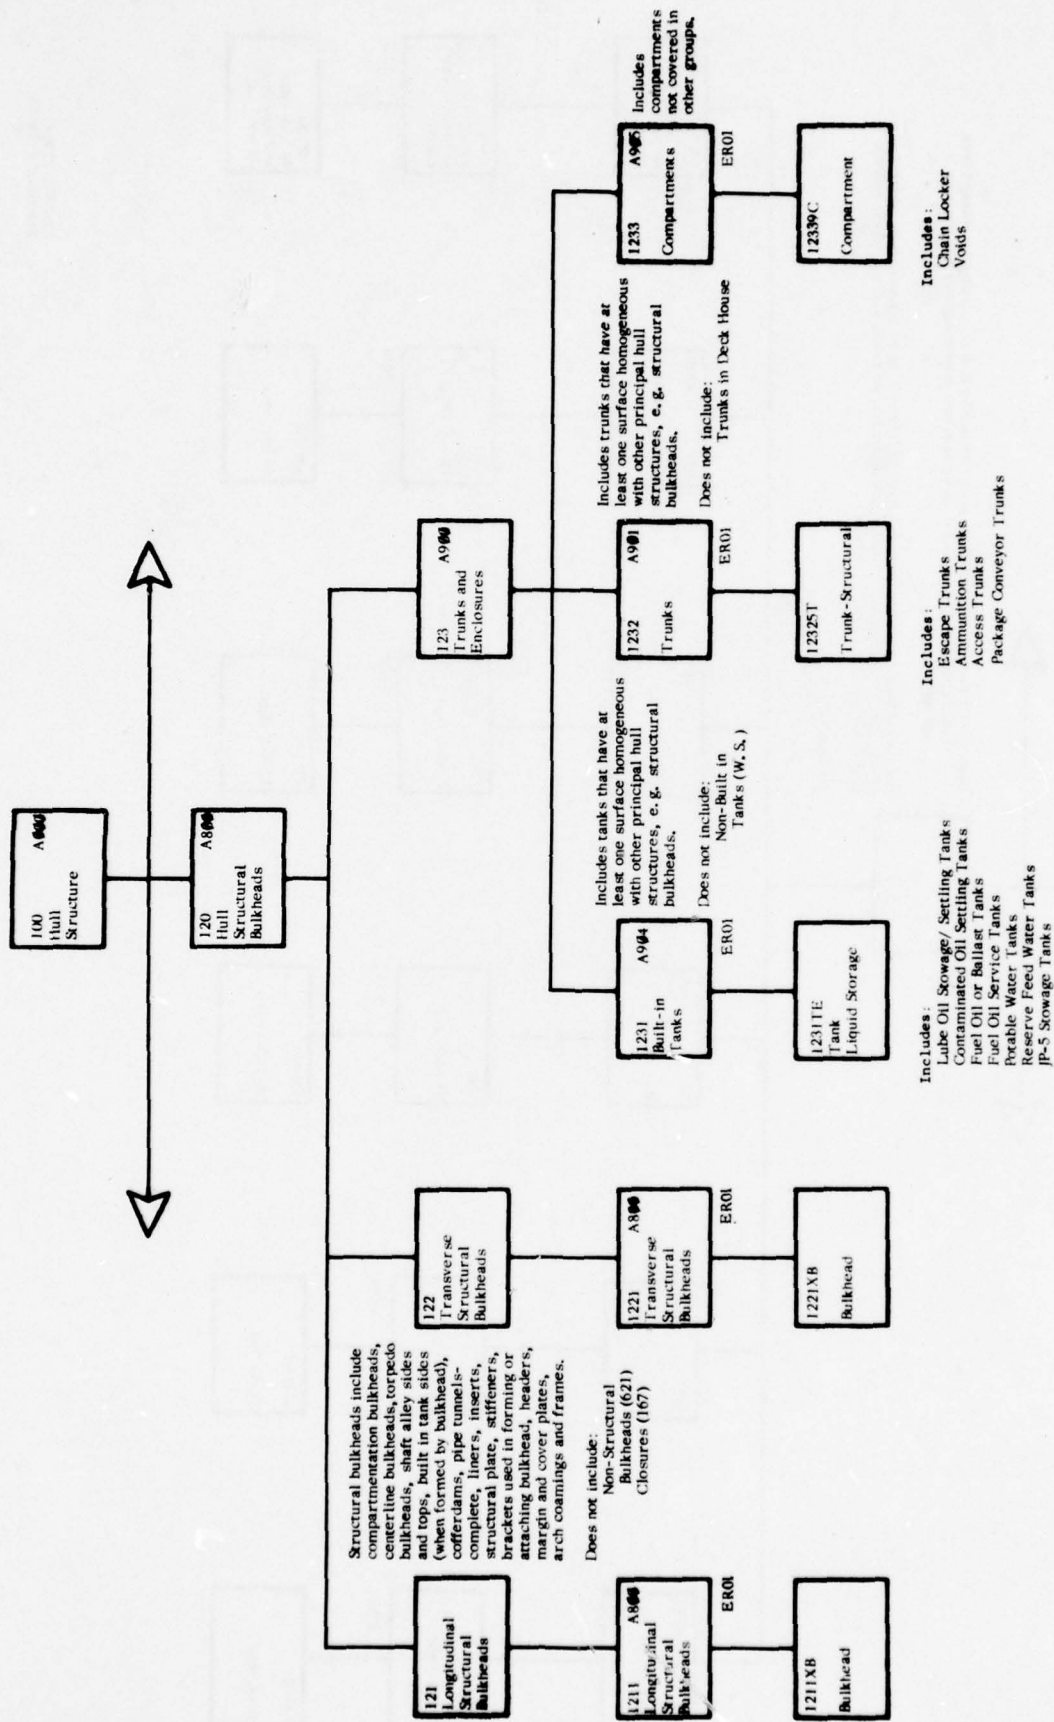 100 A000
Hull
Structure
120 A800
Hull
Structural
Bulkheads
121
Longitudinal
Structural
Bulkheads
Structural bulkheads include
compartmentation bulkheads,
centerline bulkheads, torpedo
bulkheads, shaft alley sides
and tops, built in tank sides
(when formed by bulkhead),
cofferdams, pipe tunnels-
complete, liners, inserts,
structural plate, stiffeners,
brackets used in forming or
attaching bulkhead, headers,
margin and cover plates,
arch coamings and frames.
Does not include:
Non-Structural
Bulkheads (621)
Closures (167)
122
Transverse
Structural
Bulkheads
123 A900
Trunks and
Enclosures
1211 A800
Longitudinal
Structural
Bulkheads
ER01
1221 A800
Transverse
Structural
Bulkheads
ER01
1231 A904
Built-in
Tanks
ER01
Includes tanks that have at
least one surface homogeneous
with other principal hull
structures, e.g. structural
bulkheads.
Does not include:
Non-Built in
Tanks (W.S.)
1232 A901
Trunks
ER01
Includes trunks that have at
least one surface homogeneous
with other principal hull
structures, e.g. structural
bulkheads.
Does not include:
Trunks in Deck House
1233 A905
Compartments
ER01
Includes
compartments
not covered in
other groups.
1211XB
Bulkhead
1221XB
Bulkhead
1231TE
Tank
Liquid Storage
Includes:
Lube Oil Stowage/ Settling Tanks
Contaminated Oil Settling Tanks
Fuel Oil or Ballast Tanks
Fuel Oil Service Tanks
Potable Water Tanks
Reserve Feed Water Tanks
JP-5 Stowage Tanks
12325T
Trunk-Structural
Includes:
Escape Trunks
Ammunition Trunks
Access Trunks
Package Conveyor Trunks
12339C
Compartment
Includes:
Chain Locker
Voids